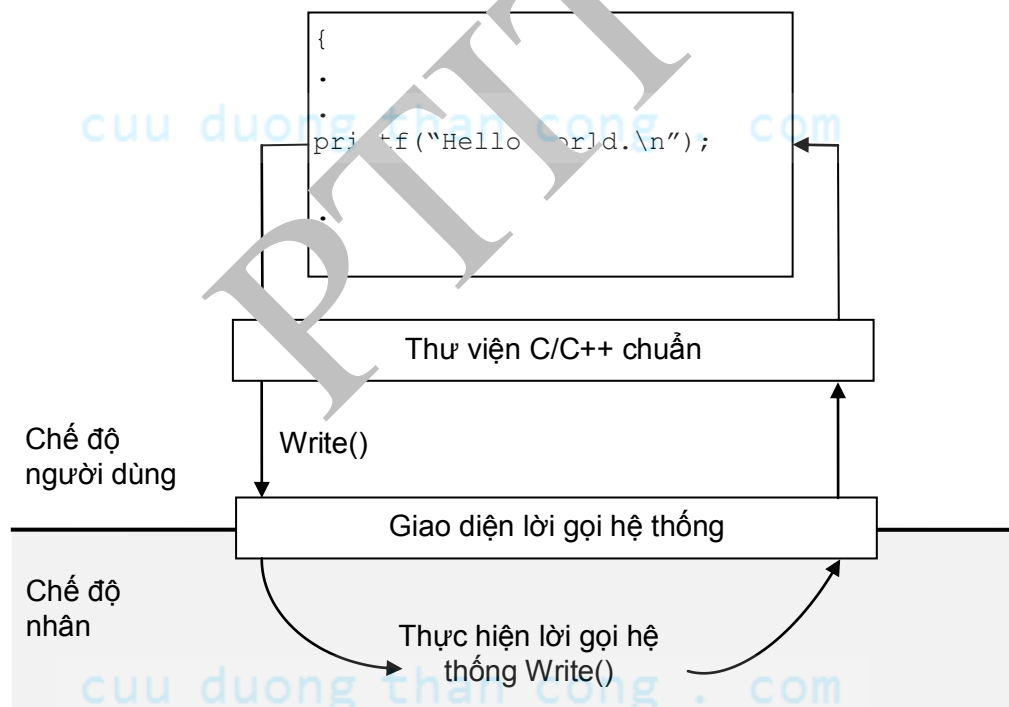 {
.
.
cuu duong than cong . com
printf(“Hello world.\n”);
.
PTIT
Thư viện C/C++ chuẩn
Chế độ
người dùng
Write()
Giao diện lời gọi hệ thống
Chế độ
nhân
Thực hiện lời gọi hệ
thống Write()
cuu duong than cong . com